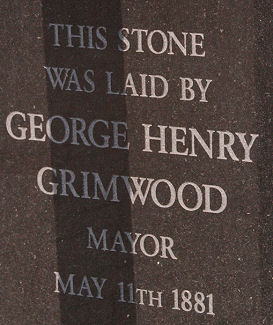 THIS STONE
WAS LAID BY
GEORGE HENRY
GRIMWOOD
MAYOR
MAY 11TH 1881